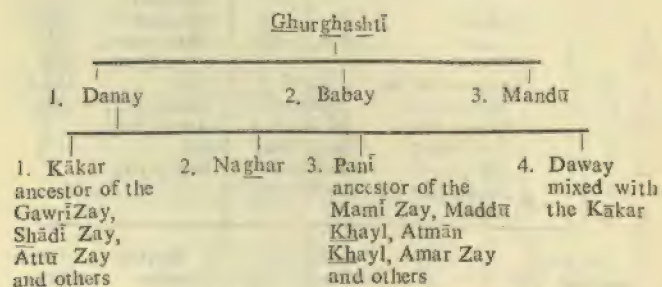 Ghurghashtī
1. Danay 2. Babay 3. Mandū
1. Kākar 2. Naghar 3. Panī 4. Daway
ancestor of the ancestor of the mixed with
GawrīZay, Mamī Zay, Maddū the Kākar
Shādī Zay, Khayl, Atmān
Attū Zay Khayl, Amar Zay
and others and others